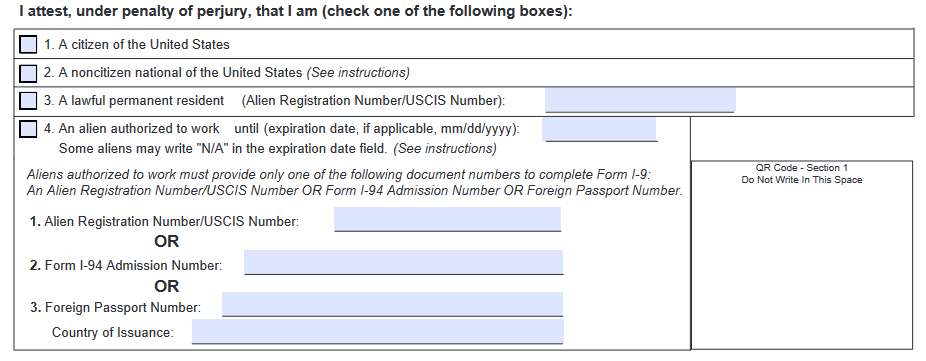 I attest, under penalty of perjury, that I am (check one of the following boxes):
1. A citizen of the United States
2. A noncitizen national of the United States (See instructions)
3. A lawful permanent resident (Alien Registration Number/USCIS Number):
4. An alien authorized to work until (expiration date, if applicable, mm/dd/yyyy):
Some aliens may write "N/A" in the expiration date field. (See instructions)
Aliens authorized to work must provide only one of the following document numbers to complete Form I-9:
An Alien Registration Number/USCIS Number OR Form I-94 Admission Number OR Foreign Passport Number.
1. Alien Registration Number/USCIS Number:
OR
2. Form I-94 Admission Number:
OR
3. Foreign Passport Number:
Country of Issuance:
QR Code - Section 1
Do Not Write In This Space